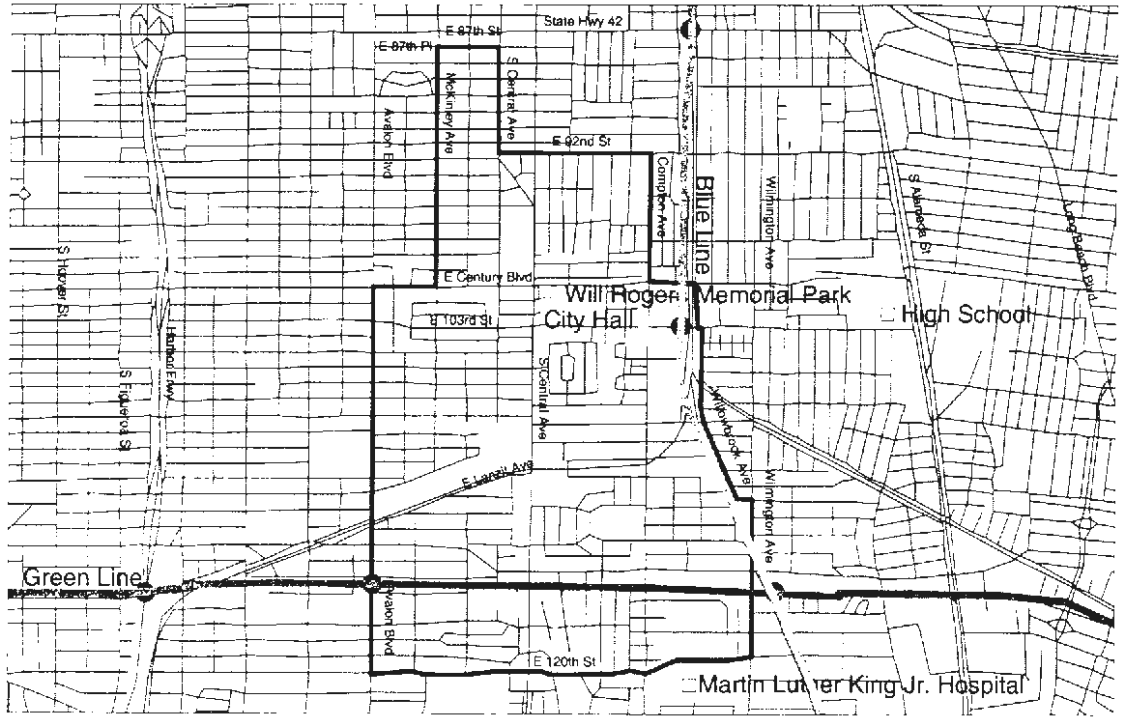 State Hwy 42
E 87th St
E 87th Pl
S Central Ave
McKinley Ave
Avalon Blvd
E 92nd St
Compton Ave
Blue Line
Wilmington Ave
S Alameda St
Long Beach Blvd
S Hoover St
Harbor Frwy
S Figueroa St
E Century Blvd
Will Roger Memorial Park
E 103rd St
City Hall
High School
S Central Ave
Willowbrook Ave
E Lanzit Ave
Wilmington Ave
Green Line
Avalon Blvd
E 120th St
Martin Luther King Jr. Hospital